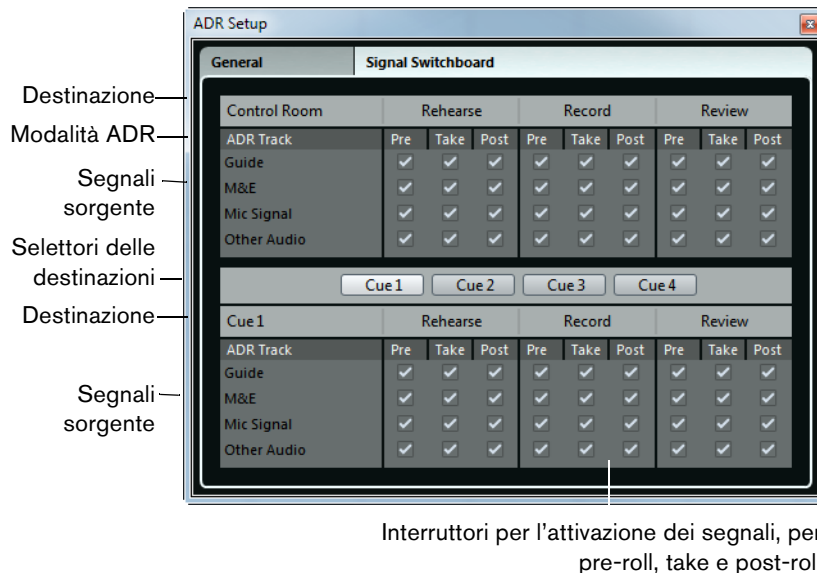 ADR Setup
General Signal Switchboard
Destinazione
Control Room Rehearse Record Review
Modalità ADR
ADR Track Pre Take Post Pre Take Post Pre Take Post
Guide
Segnali
sorgente
M&E
Mic Signal
Other Audio
Selettori delle
destinazioni
Cue 1 Cue 2 Cue 3 Cue 4
Destinazione
Cue 1 Rehearse Record Review
ADR Track Pre Take Post Pre Take Post Pre Take Post
Guide
Segnali
sorgente
M&E
Mic Signal
Other Audio
Interruttori per l'attivazione dei segnali, per
pre-roll, take e post-rol